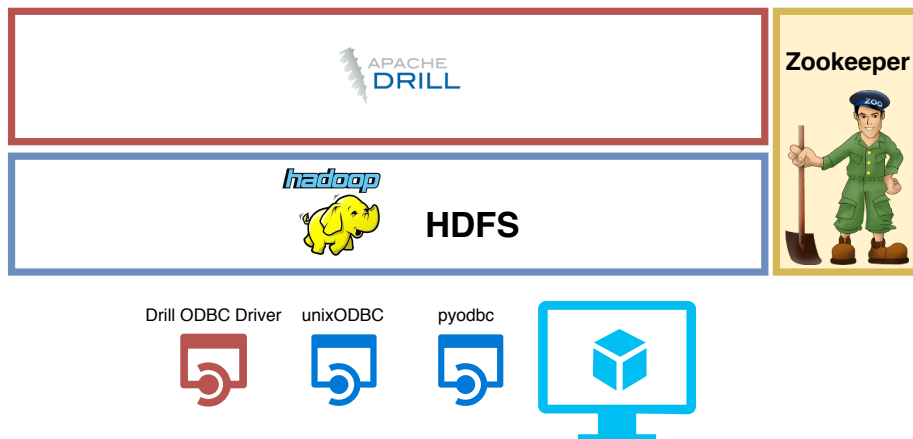 APACHE
DRILL
Zookeeper
ZOO
hadoop
HDFS
Drill ODBC Driver
unixODBC
pyodbc